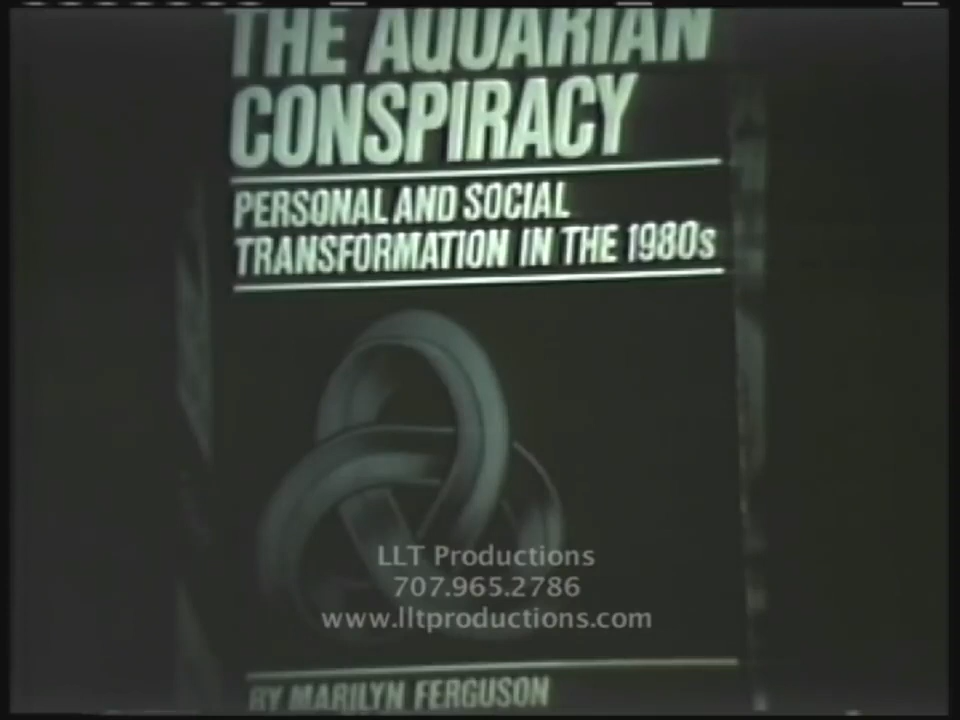 THE AQUARIAN
CONSPIRACY
PERSONAL AND SOCIAL
TRANSFORMATION IN THE 1980s
LLT Productions
707.965.2786
www.lltproductions.com
BY MARILYN FERGUSON